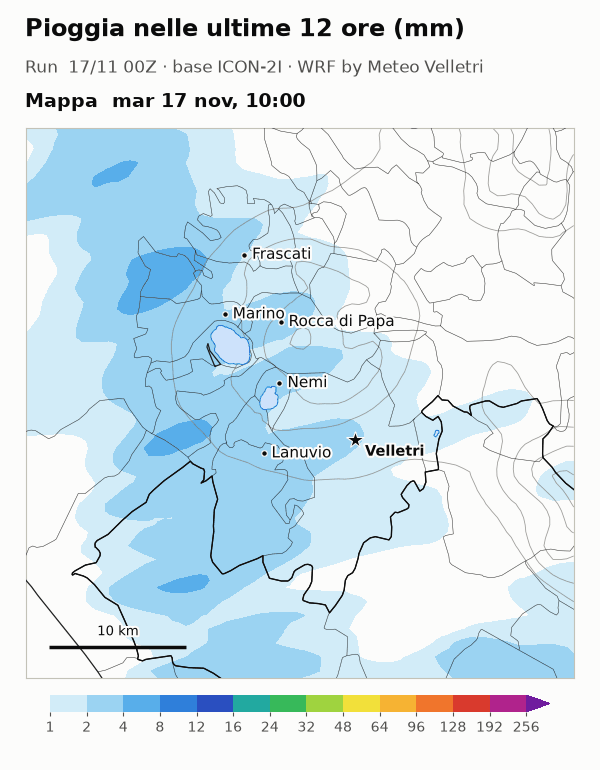 Pioggia nelle ultime 12 ore (mm)
Run  17/11 00Z · base ICON-2I · WRF by Meteo Velletri
Mappa  mar 17 nov, 10:00
Frascati
Marino
Rocca di Papa
Nemi
Velletri
Lanuvio
10 km
1 2 4 8 12 16 24 32 40 48 64 96 128 192 256